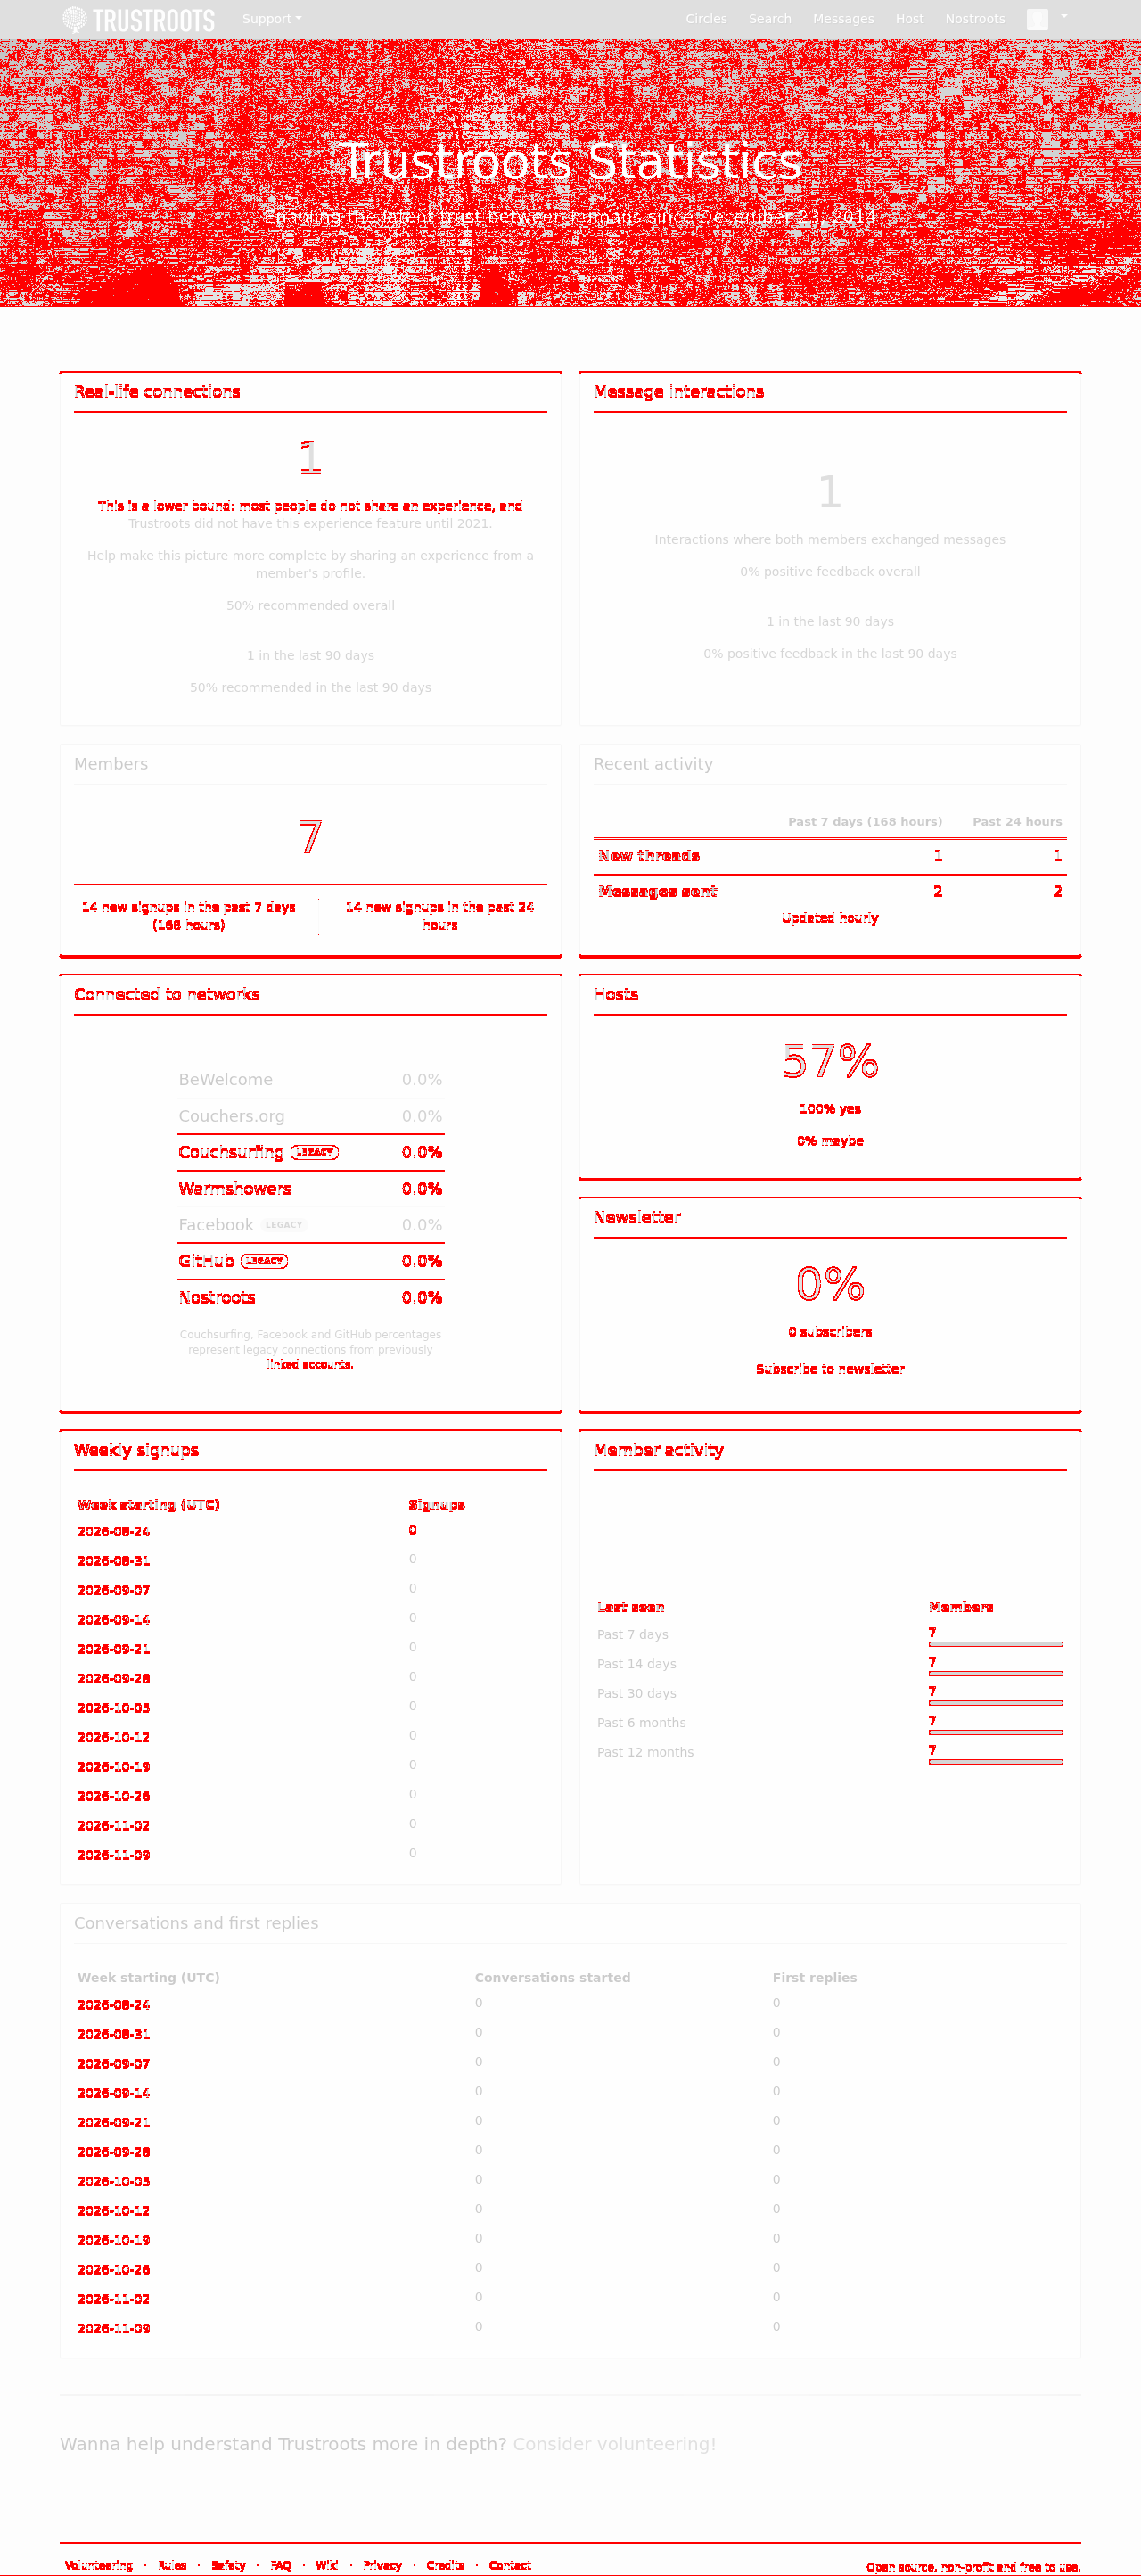 TRUSTROOTS Support Circles Search Messages Host Nostroots
Trustroots Statistics
Enabling the latent trust between humans since December 23, 2014
Real-life connections
1
This is a lower bound: most people do not share an experience, and
Trustroots did not have this experience feature until 2021.
Help make this picture more complete by sharing an experience from a
member's profile.
50% recommended overall
1 in the last 90 days
50% recommended in the last 90 days
Message interactions
1
Interactions where both members exchanged messages
0% positive feedback overall
1 in the last 90 days
0% positive feedback in the last 90 days
Members
7
14 new signups in the past 7 days
(168 hours)
14 new signups in the past 24
hours
Recent activity
Past 7 days (168 hours) Past 24 hours
New threads 1 1
Messages sent 2 2
Updated hourly
Connected to networks
BeWelcome 0.0%
Couchers.org 0.0%
Couchsurfing LEGACY 0.0%
Warmshowers 0.0%
Facebook LEGACY 0.0%
GitHub LEGACY 0.0%
Nostroots 0.0%
Couchsurfing, Facebook and GitHub percentages
represent legacy connections from previously
linked accounts.
Hosts
57%
100% yes
0% maybe
Newsletter
0%
0 subscribers
Subscribe to newsletter
Weekly signups
Week starting (UTC) Signups
2026-08-24 0
2026-08-31 0
2026-09-07 0
2026-09-14 0
2026-09-21 0
2026-09-28 0
2026-10-05 0
2026-10-12 0
2026-10-19 0
2026-10-26 0
2026-11-02 0
2026-11-09 0
Member activity
Last seen Members
Past 7 days 7
Past 14 days 7
Past 30 days 7
Past 6 months 7
Past 12 months 7
Conversations and first replies
Week starting (UTC) Conversations started First replies
2026-08-24 0 0
2026-08-31 0 0
2026-09-07 0 0
2026-09-14 0 0
2026-09-21 0 0
2026-09-28 0 0
2026-10-05 0 0
2026-10-12 0 0
2026-10-19 0 0
2026-10-26 0 0
2026-11-02 0 0
2026-11-09 0 0
Wanna help understand Trustroots more in depth? Consider volunteering!
Volunteering · Rules · Safety · FAQ · Wiki · Privacy · Credits · Contact
Open source, non-profit and free to use.